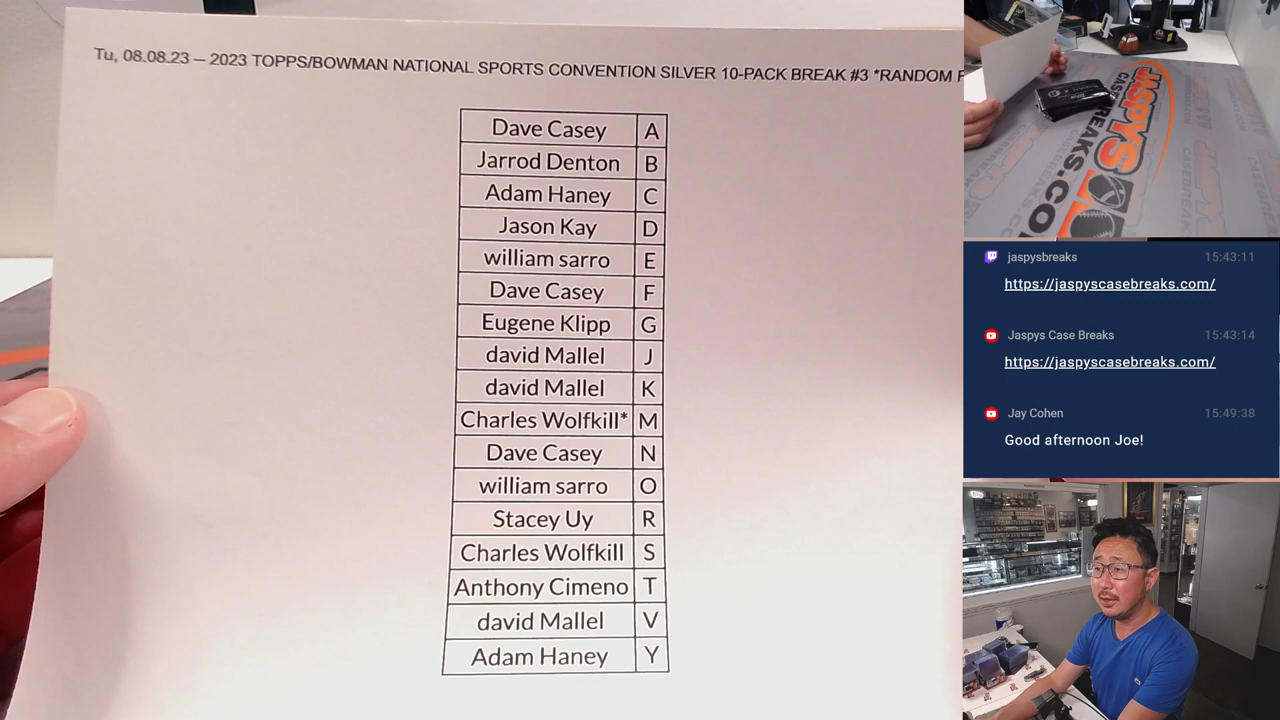 Tu, 08.08.23 – 2023 TOPPS/BOWMAN NATIONAL SPORTS CONVENTION SILVER 10-PACK BREAK #3 *RANDOM
Dave Casey A
Jarrod Denton B
Adam Haney C
Jason Kay D
william sarro E
Dave Casey F
Eugene Klipp G
david Mallel J
david Mallel K
Charles Wolfkill* M
Dave Casey N
william sarro O
Stacey Uy R
Charles Wolfkill S
Anthony Cimeno T
david Mallel V
Adam Haney Y
JASPYS
CASEBREAKS.CO
jaspysbreaks 15:43:11
https://jaspyscasebreaks.com/
Jaspys Case Breaks 15:43:14
https://jaspyscasebreaks.com/
Jay Cohen 15:49:38
Good afternoon Joe!